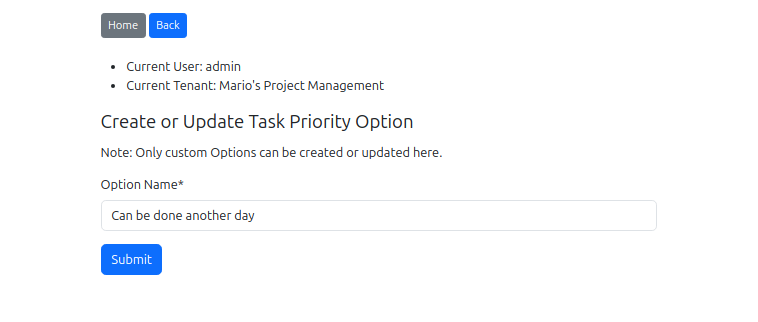 Home Back
Current User: admin
Current Tenant: Mario's Project Management
Create or Update Task Priority Option
Note: Only custom Options can be created or updated here.
Option Name*
Can be done another day
Submit